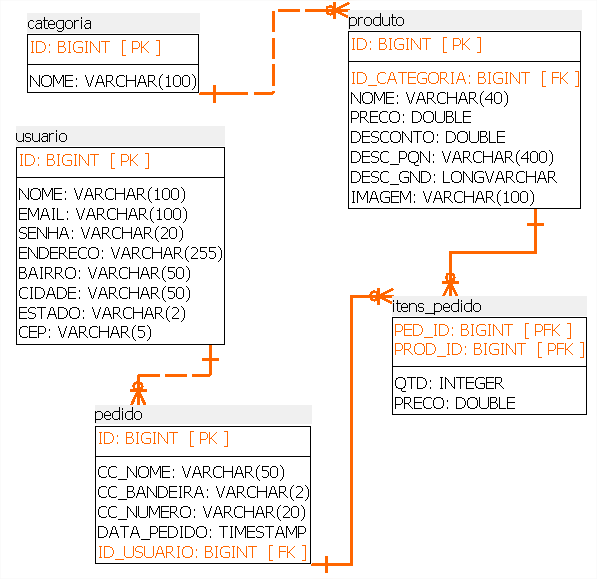 categoria
ID: BIGINT [ PK ]
NOME: VARCHAR(100)
produto
ID: BIGINT [ PK ]
ID_CATEGORIA: BIGINT [ FK ]
NOME: VARCHAR(40)
PRECO: DOUBLE
DESCONTO: DOUBLE
DESC_PQN: VARCHAR(400)
DESC_GND: LONGVARCHAR
IMAGEM: VARCHAR(100)
usuario
ID: BIGINT [ PK ]
NOME: VARCHAR(100)
EMAIL: VARCHAR(100)
SENHA: VARCHAR(20)
ENDERECO: VARCHAR(255)
BAIRRO: VARCHAR(50)
CIDADE: VARCHAR(50)
ESTADO: VARCHAR(2)
CEP: VARCHAR(5)
itens_pedido
PED_ID: BIGINT [ PFK ]
PROD_ID: BIGINT [ PFK ]
QTD: INTEGER
PRECO: DOUBLE
pedido
ID: BIGINT [ PK ]
CC_NOME: VARCHAR(50)
CC_BANDEIRA: VARCHAR(2)
CC_NUMERO: VARCHAR(20)
DATA_PEDIDO: TIMESTAMP
ID_USUARIO: BIGINT [ FK ]